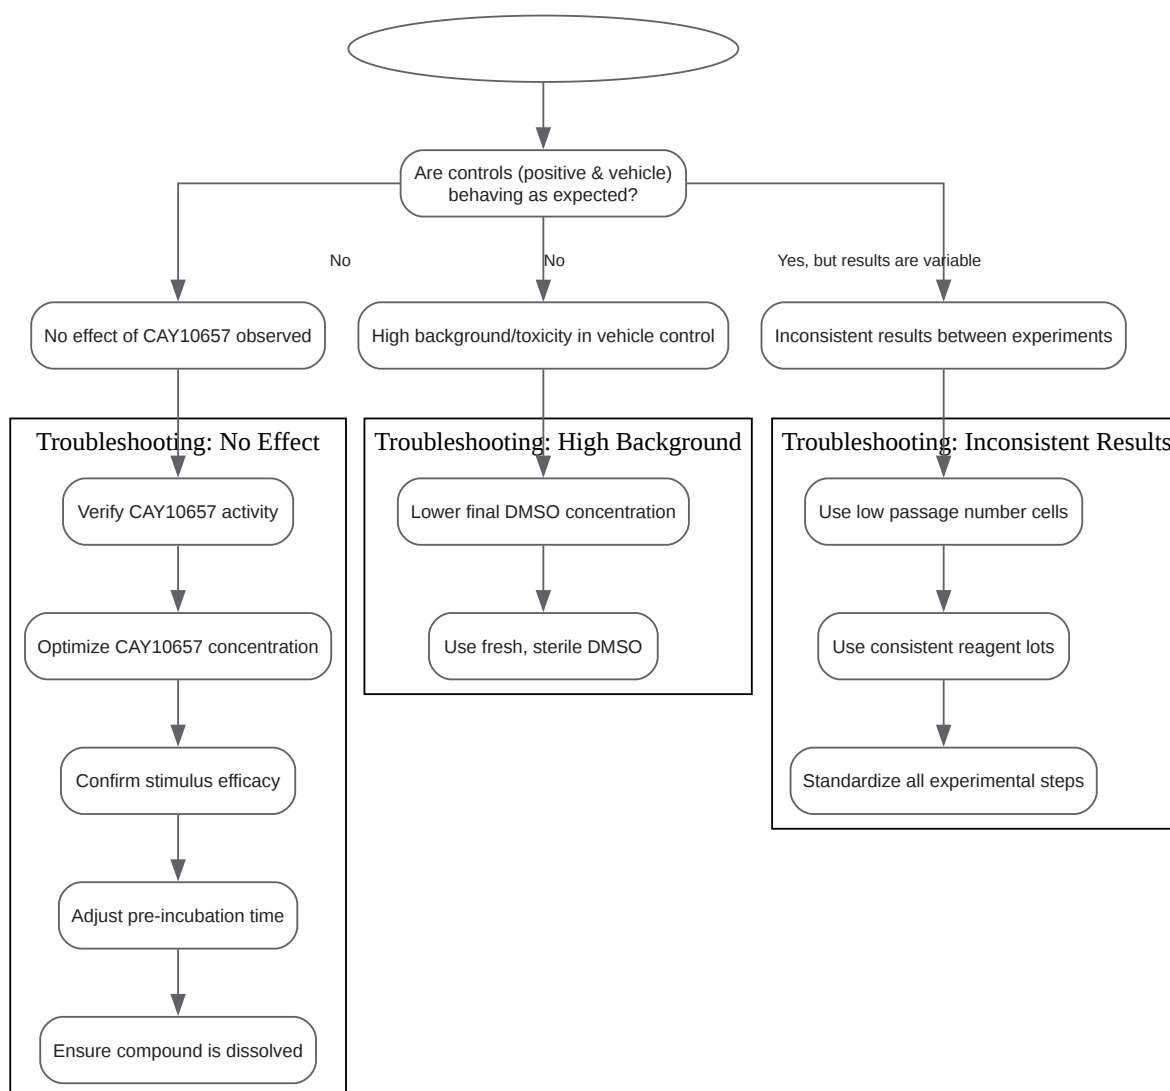 Are controls (positive & vehicle)
behaving as expected?
No
No
Yes, but results are variable
No effect of CAY10657 observed
High background/toxicity in vehicle control
Inconsistent results between experiments
Troubleshooting: No Effect
Troubleshooting: High Background
Troubleshooting: Inconsistent Results
Verify CAY10657 activity
Lower final DMSO concentration
Use low passage number cells
Optimize CAY10657 concentration
Use fresh, sterile DMSO
Use consistent reagent lots
Confirm stimulus efficacy
Standardize all experimental steps
Adjust pre-incubation time
Ensure compound is dissolved